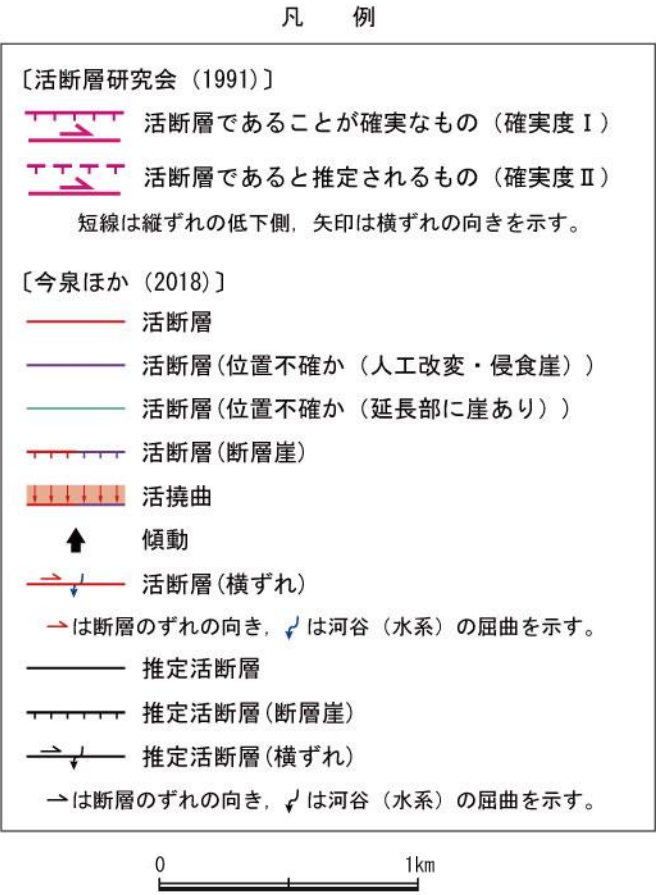 凡 例
〔活断層研究会（1991)〕
活断層であることが確実なもの（確実度Ⅰ）
活断層であると推定されるもの（確実度Ⅱ）
短線は縦ずれの低下側，矢印は横ずれの向きを示す。
〔今泉ほか（2018)〕
活断層
活断層(位置不確か（人工改変・侵食崖）)
活断層(位置不確か（延長部に崖あり）)
活断層(断層崖)
活撓曲
傾動
活断層(横ずれ)
は断層のずれの向き，は河谷（水系）の屈曲を示す。
推定活断層
推定活断層(断層崖)
推定活断層(横ずれ)
は断層のずれの向き，は河谷（水系）の屈曲を示す。
0 1km